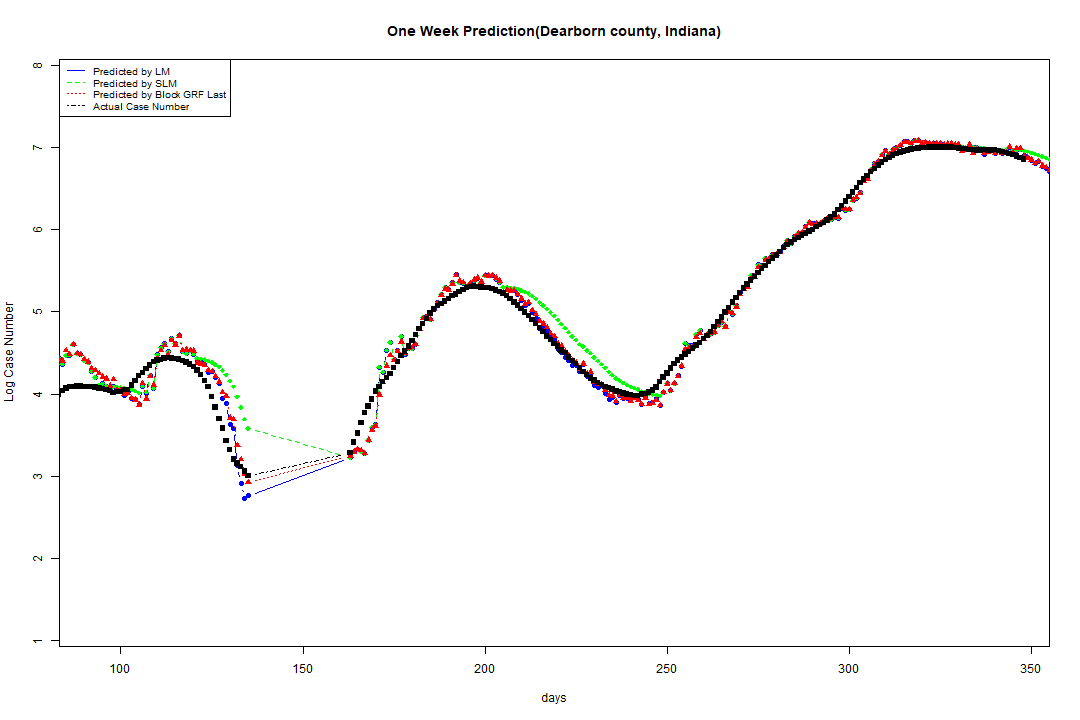 One Week Prediction(Dearborn county, Indiana)
Predicted by LM
Predicted by SLM
Predicted by Block GRF Last
Actual Case Number
8
7
6
5
4
3
2
1
Log Case Number
100 150 200 250 300 350
days